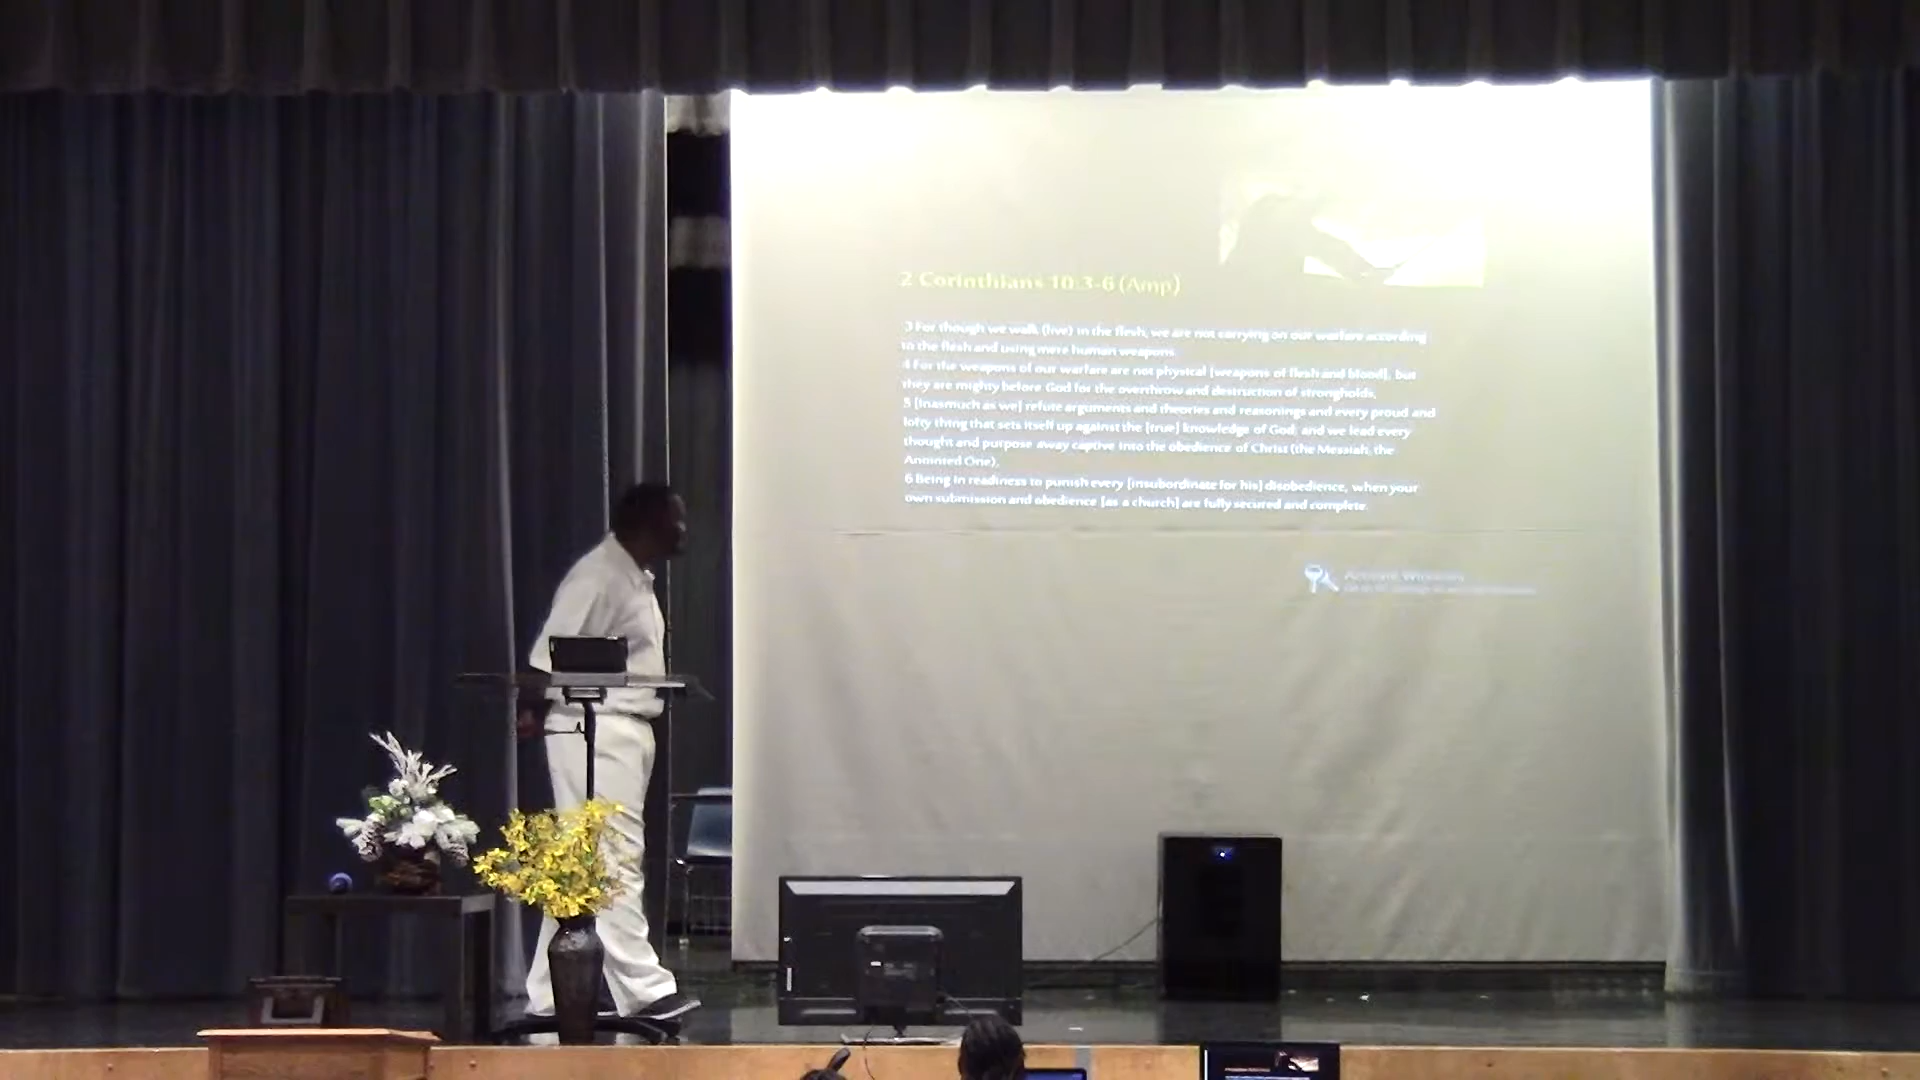 2 Corinthians 10:3-6 (Amp)
3 For though we walk (live) in the flesh, we are not carrying on our warfare according
to the flesh and using mere human weapons.
4 For the weapons of our warfare are not physical [weapons of flesh and blood], but
they are mighty before God for the overthrow and destruction of strongholds,
5 [Inasmuch as we] refute arguments and theories and reasonings and every proud and
lofty thing that sets itself up against the [true] knowledge of God; and we lead every
thought and purpose away captive into the obedience of Christ (the Messiah, the
Anointed One),
6 Being in readiness to punish every [insubordinate for his] disobedience, when your
own submission and obedience [as a church] are fully secured and complete.
Activate Windows